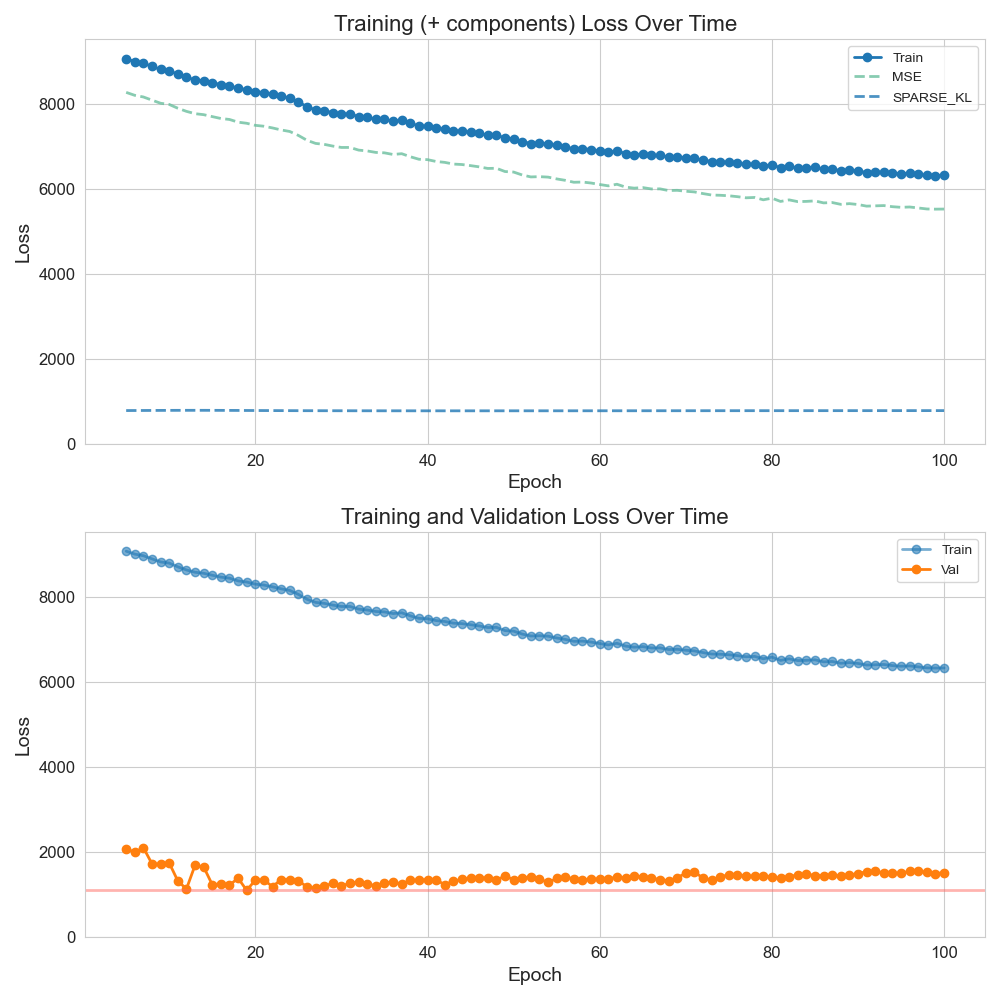 Training (+ components) Loss Over Time
Train
MSE
SPARSE_KL
Loss
8000
6000
4000
2000
0
20 40 60 80 100
Epoch
Training and Validation Loss Over Time
Train
Val
Loss
8000
6000
4000
2000
0
20 40 60 80 100
Epoch